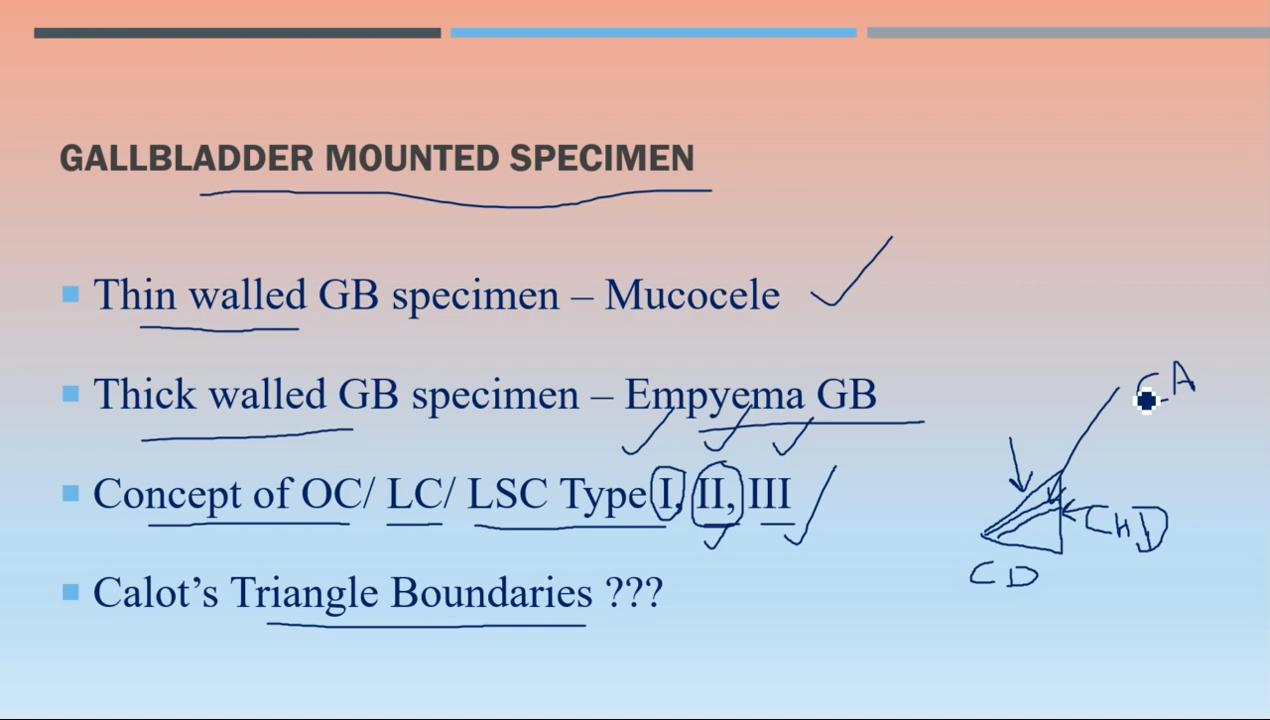 GALLBLADDER MOUNTED SPECIMEN
Thin walled GB specimen – Mucocele
Thick walled GB specimen – Empyema GB
Concept of OC/ LC/ LSC Type I, II, III
Calot’s Triangle Boundaries ???
CA
CHD
CD